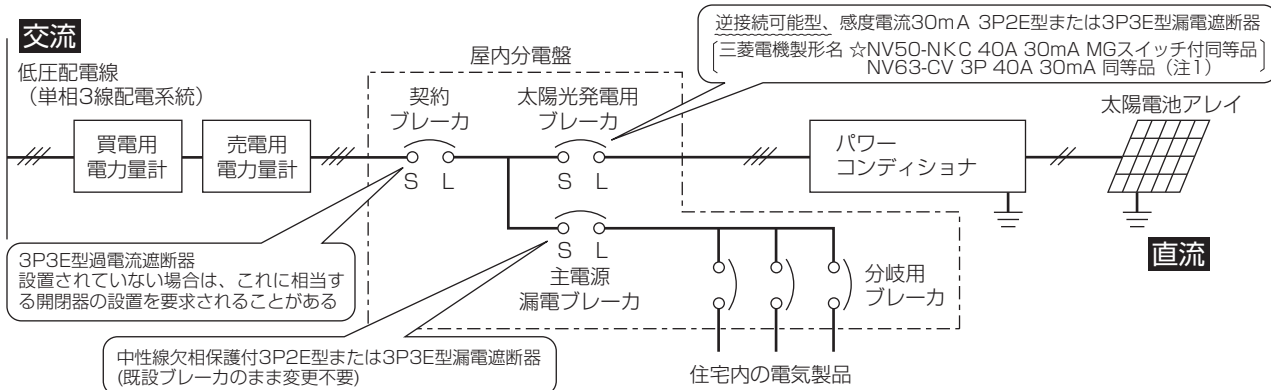 交流
低圧配電線
（単相3線配電系統）
買電用
電力量計
売電用
電力量計
屋内分電盤
契約
ブレーカ
S L
太陽光発電用
ブレーカ
S L
逆接続可能型、感度電流30mA 3P2E型または3P3E型漏電遮断器
三菱電機製形名 ☆NV50-NKC 40A 30mA MGスイッチ付同等品
NV63-CV 3P 40A 30mA 同等品（注1）
パワー
コンディショナ
太陽電池アレイ
直流
S L
主電源
漏電ブレーカ
分岐用
ブレーカ
住宅内の電気製品
3P3E型過電流遮断器
設置されていない場合は、これに相当す
る開閉器の設置を要求されることがある
中性線欠相保護付3P2E型または3P3E型漏電遮断器
(既設ブレーカのまま変更不要)